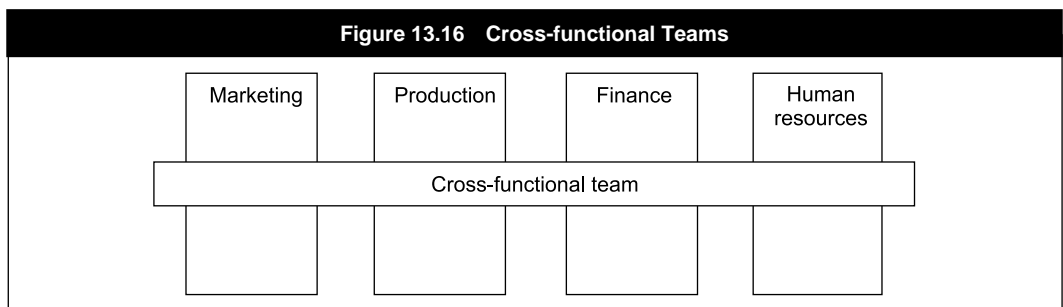 Figure 13.16 Cross-functional Teams
Marketing
Production
Finance
Human
resources
Cross-functional team